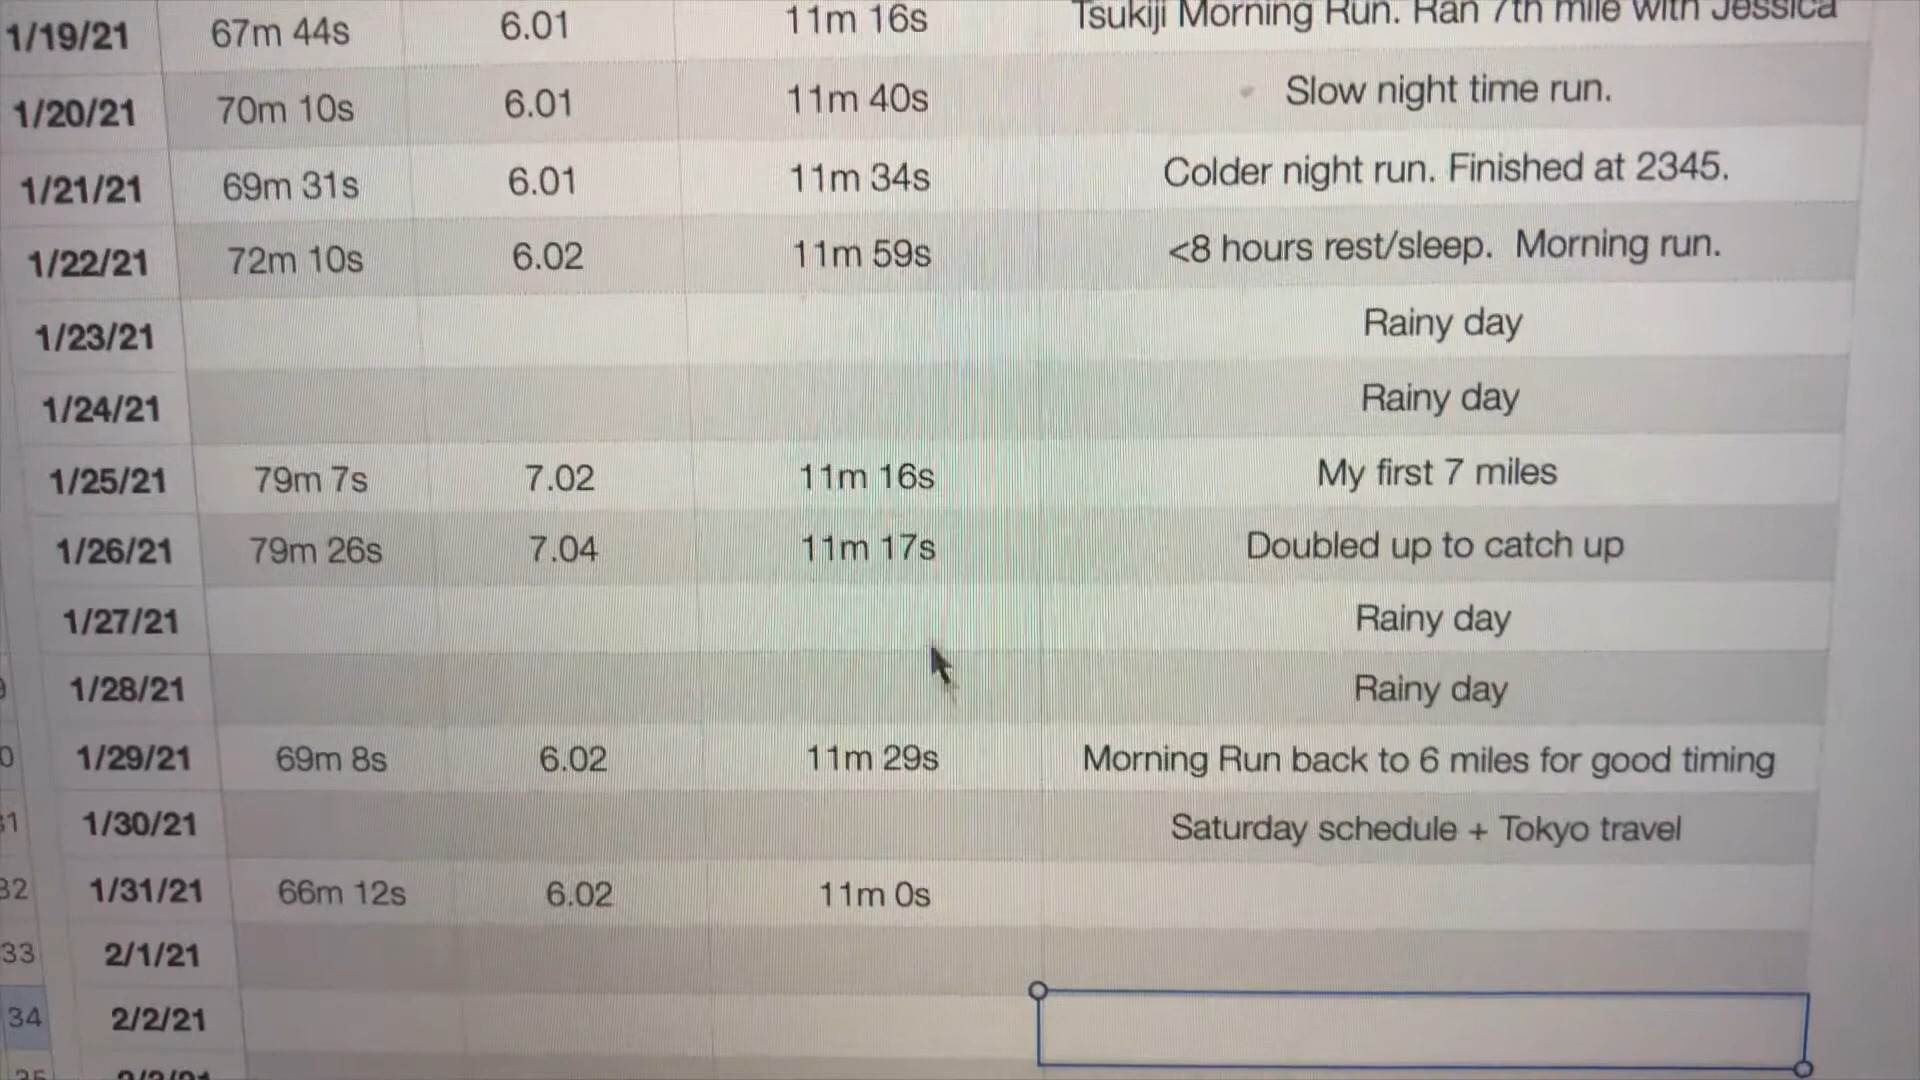 1/19/21 67m 44s 6.01 11m 16s Tsukiji Morning Run. Ran 7th mile with Jessica
1/20/21 70m 10s 6.01 11m 40s Slow night time run.
1/21/21 69m 31s 6.01 11m 34s Colder night run. Finished at 2345.
1/22/21 72m 10s 6.02 11m 59s <8 hours rest/sleep. Morning run.
1/23/21 Rainy day
1/24/21 Rainy day
1/25/21 79m 7s 7.02 11m 16s My first 7 miles
1/26/21 79m 26s 7.04 11m 17s Doubled up to catch up
1/27/21 Rainy day
1/28/21 Rainy day
1/29/21 69m 8s 6.02 11m 29s Morning Run back to 6 miles for good timing
1/30/21 Saturday schedule + Tokyo travel
32 1/31/21 66m 12s 6.02 11m 0s
33 2/1/21
34 2/2/21